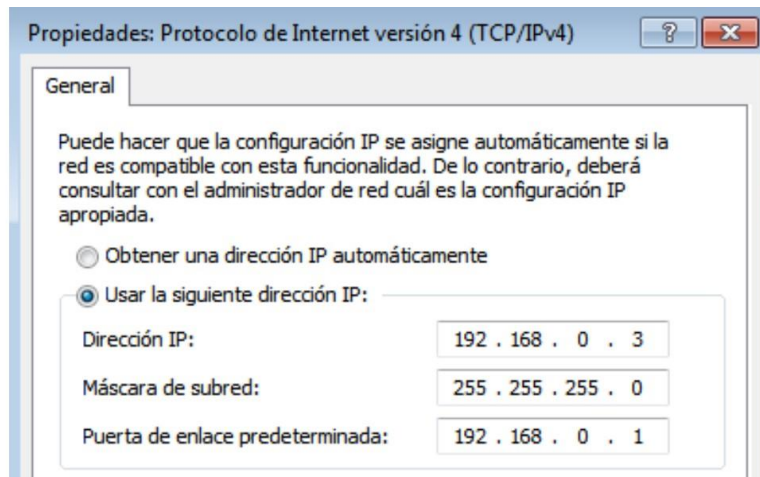 Propiedades: Protocolo de Internet versión 4 (TCP/IPv4)
General
Puede hacer que la configuración IP se asigne automáticamente si la
red es compatible con esta funcionalidad. De lo contrario, deberá
consultar con el administrador de red cuál es la configuración IP
apropiada.
Obtener una dirección IP automáticamente
Usar la siguiente dirección IP:
Dirección IP: 192 . 168 . 0 . 3
Máscara de subred: 255 . 255 . 255 . 0
Puerta de enlace predeterminada: 192 . 168 . 0 . 1